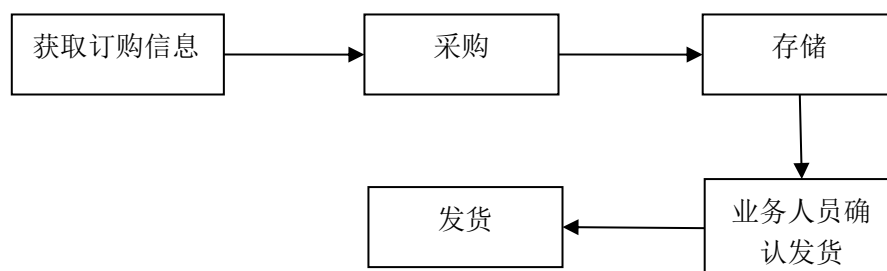 获取订购信息
采购
存储
发货
业务人员确
认发货